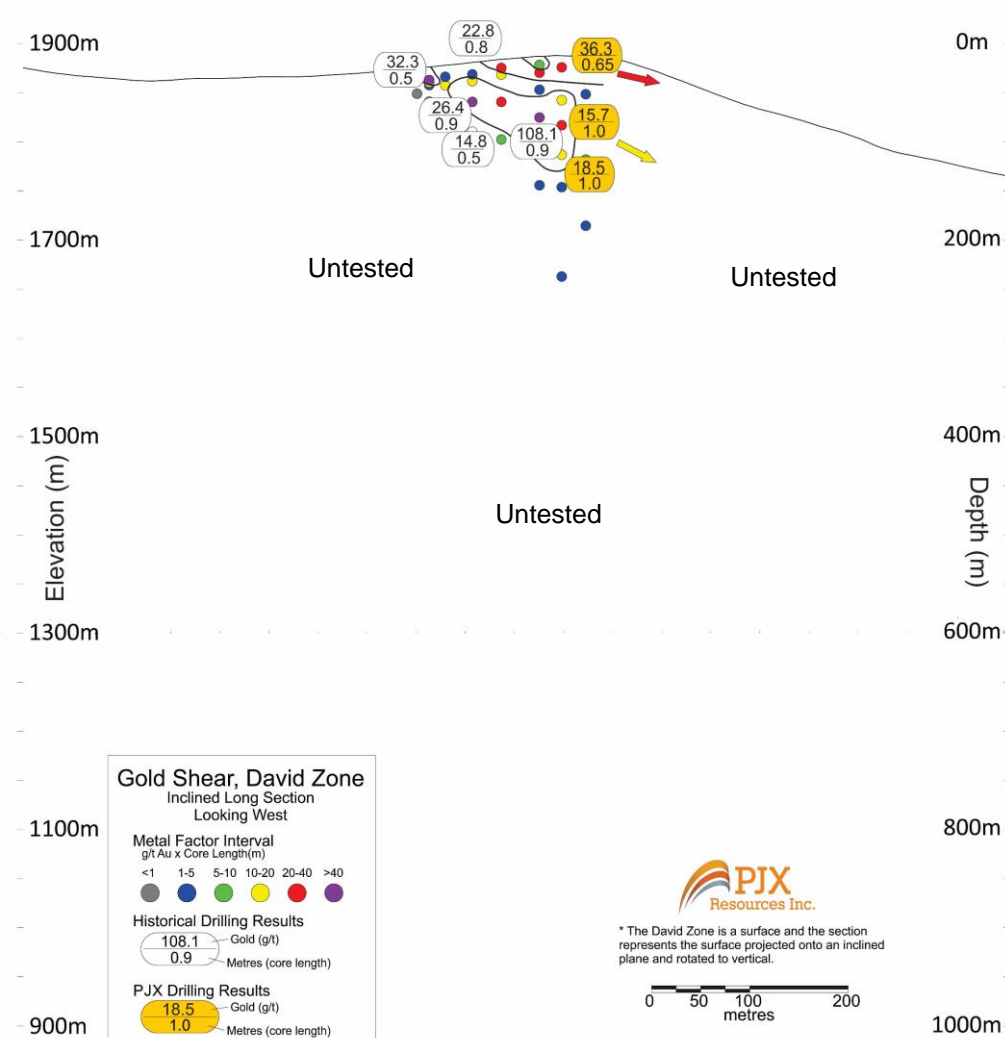 1900m
0m
22.8
0.8
36.3
0.65
32.3
0.5
26.4
0.9
15.7
1.0
14.8
0.5
108.1
0.9
18.5
1.0
1700m
200m
Untested
Untested
1500m
400m
Elevation (m)
Depth (m)
Untested
1300m
600m
Gold Shear, David Zone
Inclined Long Section
Looking West
1100m
800m
Metal Factor Interval
g/t Au x Core Length(m)
<1 1-5 5-10 10-20 20-40 >40
Historical Drilling Results
108.1
0.9
Gold (g/t)
Metres (core length)
PJX Drilling Results
18.5
1.0
Gold (g/t)
Metres (core length)
PJX
Resources Inc.
* The David Zone is a surface and the section
represents the surface projected onto an inclined
plane and rotated to vertical.
0 50 100 200
metres
900m
1000m